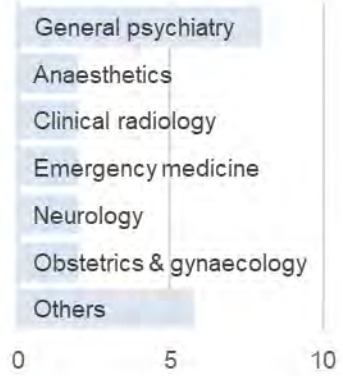 General psychiatry
Anaesthetics
Clinical radiology
Emergency medicine
Neurology
Obstetrics & gynaecology
Others
0 5 10